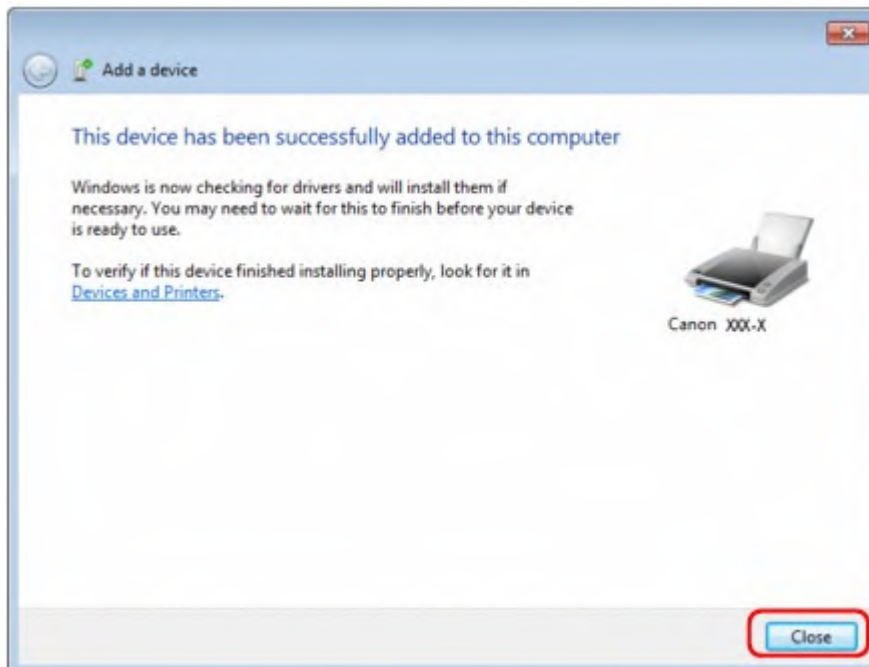 Add a device
This device has been successfully added to this computer
Windows is now checking for drivers and will install them if
necessary. You may need to wait for this to finish before your device
is ready to use.
To verify if this device finished installing properly, look for it in
Devices and Printers.
Canon XXX-X
Close